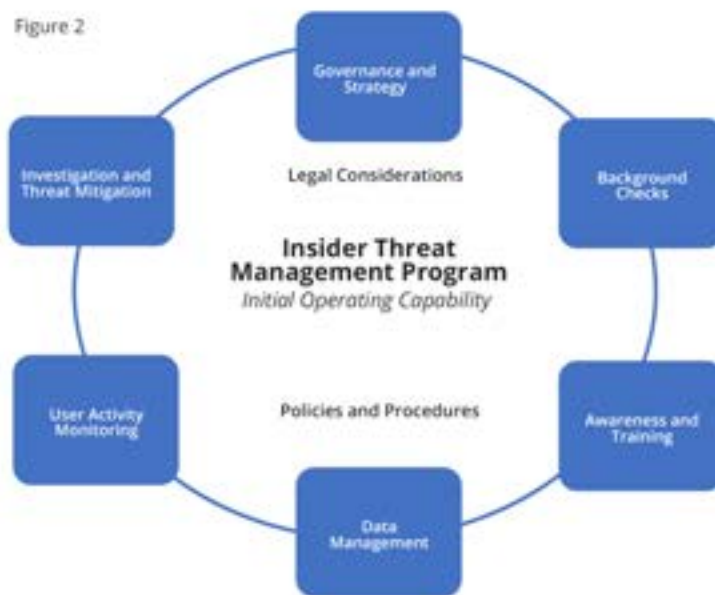 Figure 2
Governance and
Strategy
Investigation and
Threat Mitigation
Legal Considerations
Background
Checks
Insider Threat
Management Program
Initial Operating Capability
User Activity
Monitoring
Policies and Procedures
Awareness and
Training
Data
Management